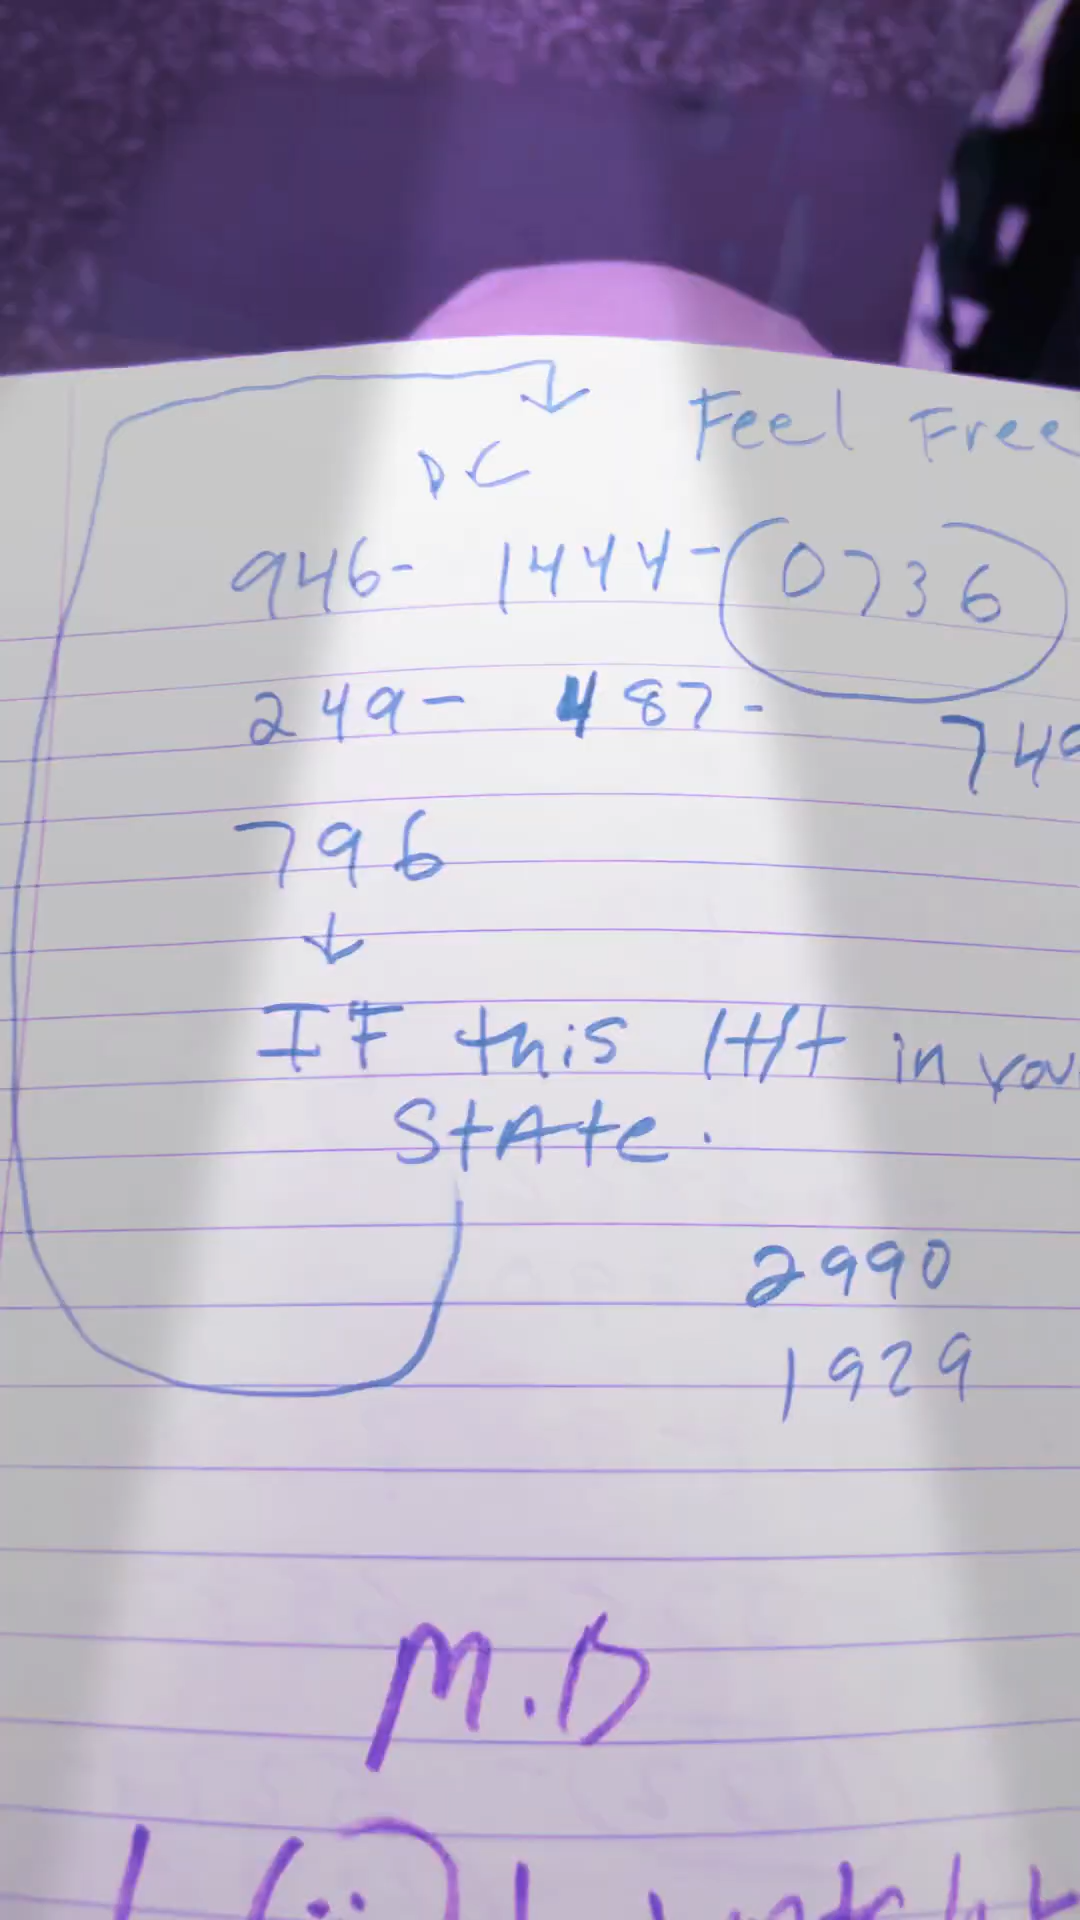 Feel Free
DC
946- 1444- 0736
249- 487- 749
796
IF this Hit in you
StAte.
2990
1929
M.D